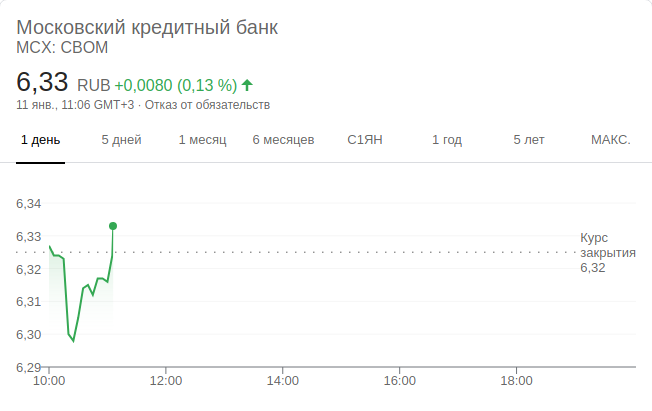 Московский кредитный банк
MCX: CBOM
6,33 RUB +0,0080 (0,13 %)
11 янв., 11:06 GMT+3 · Отказ от обязательств
1 день 5 дней 1 месяц 6 месяцев С1ЯН 1 год 5 лет МАКС.
6,34
6,33
6,32
6,31
6,30
6,29
Курс
закрытия
6,32
10:00 12:00 14:00 16:00 18:00